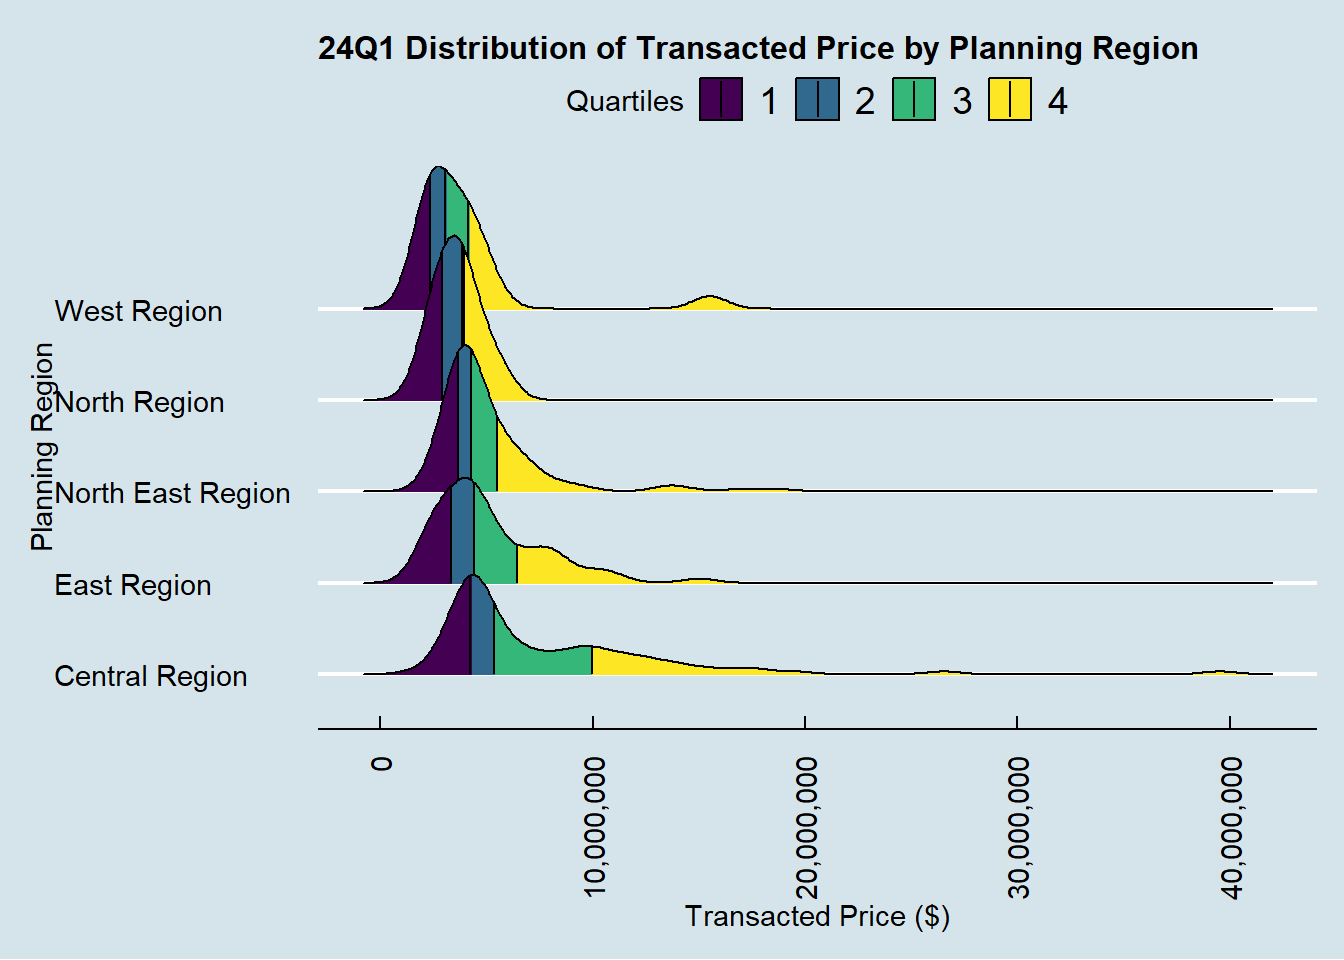 24Q1 Distribution of Transacted Price by Planning Region
Quartiles 1 2 3 4
Planning Region
West Region
North Region
North East Region
East Region
Central Region
0
10,000,000
20,000,000
30,000,000
40,000,000
Transacted Price ($)